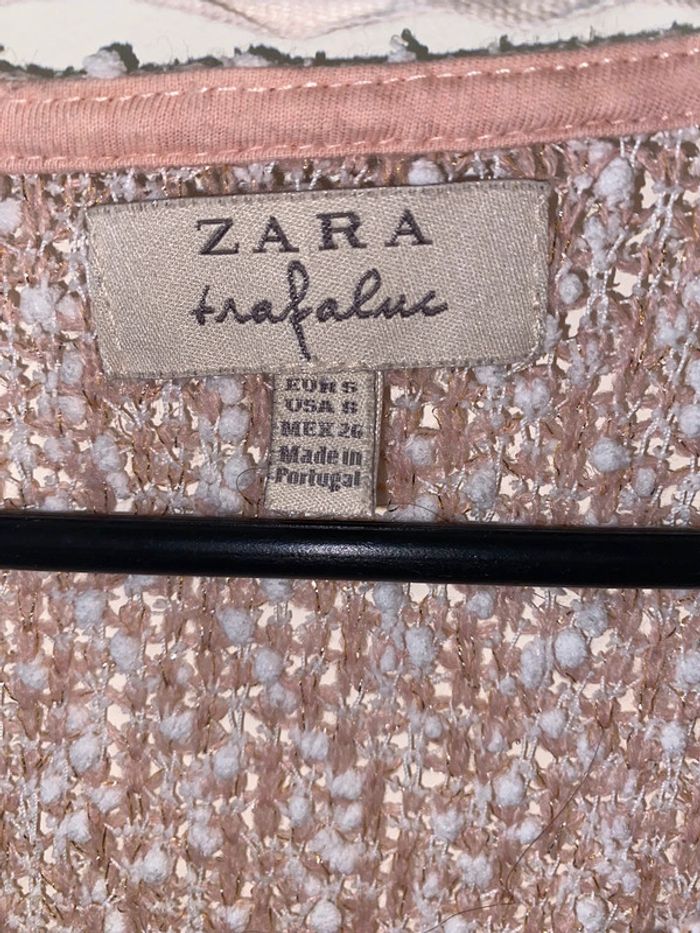 ZARA
trafaluc
EUR S
USA S
MEX 26
Made in
Portugal